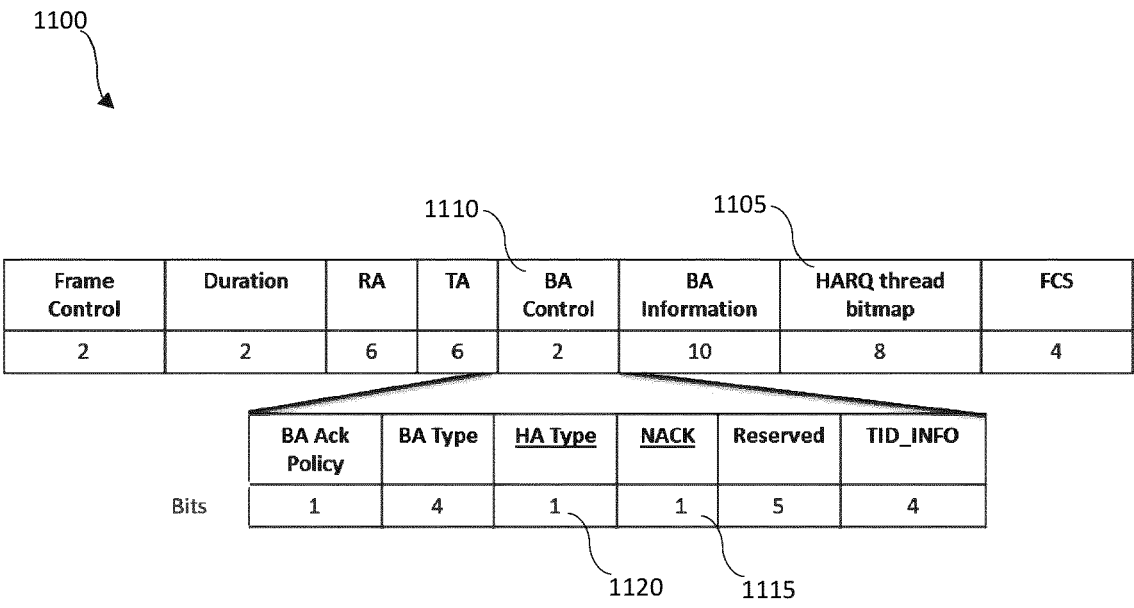 1100
1110
1105
Frame Control Duration RA TA BA Control BA Information HARQ thread bitmap FCS
2 2 6 6 2 10 8 4
BA Ack Policy BA Type HA Type NACK Reserved TID_INFO
Bits 1 4 1 1 5 4
1120
1115